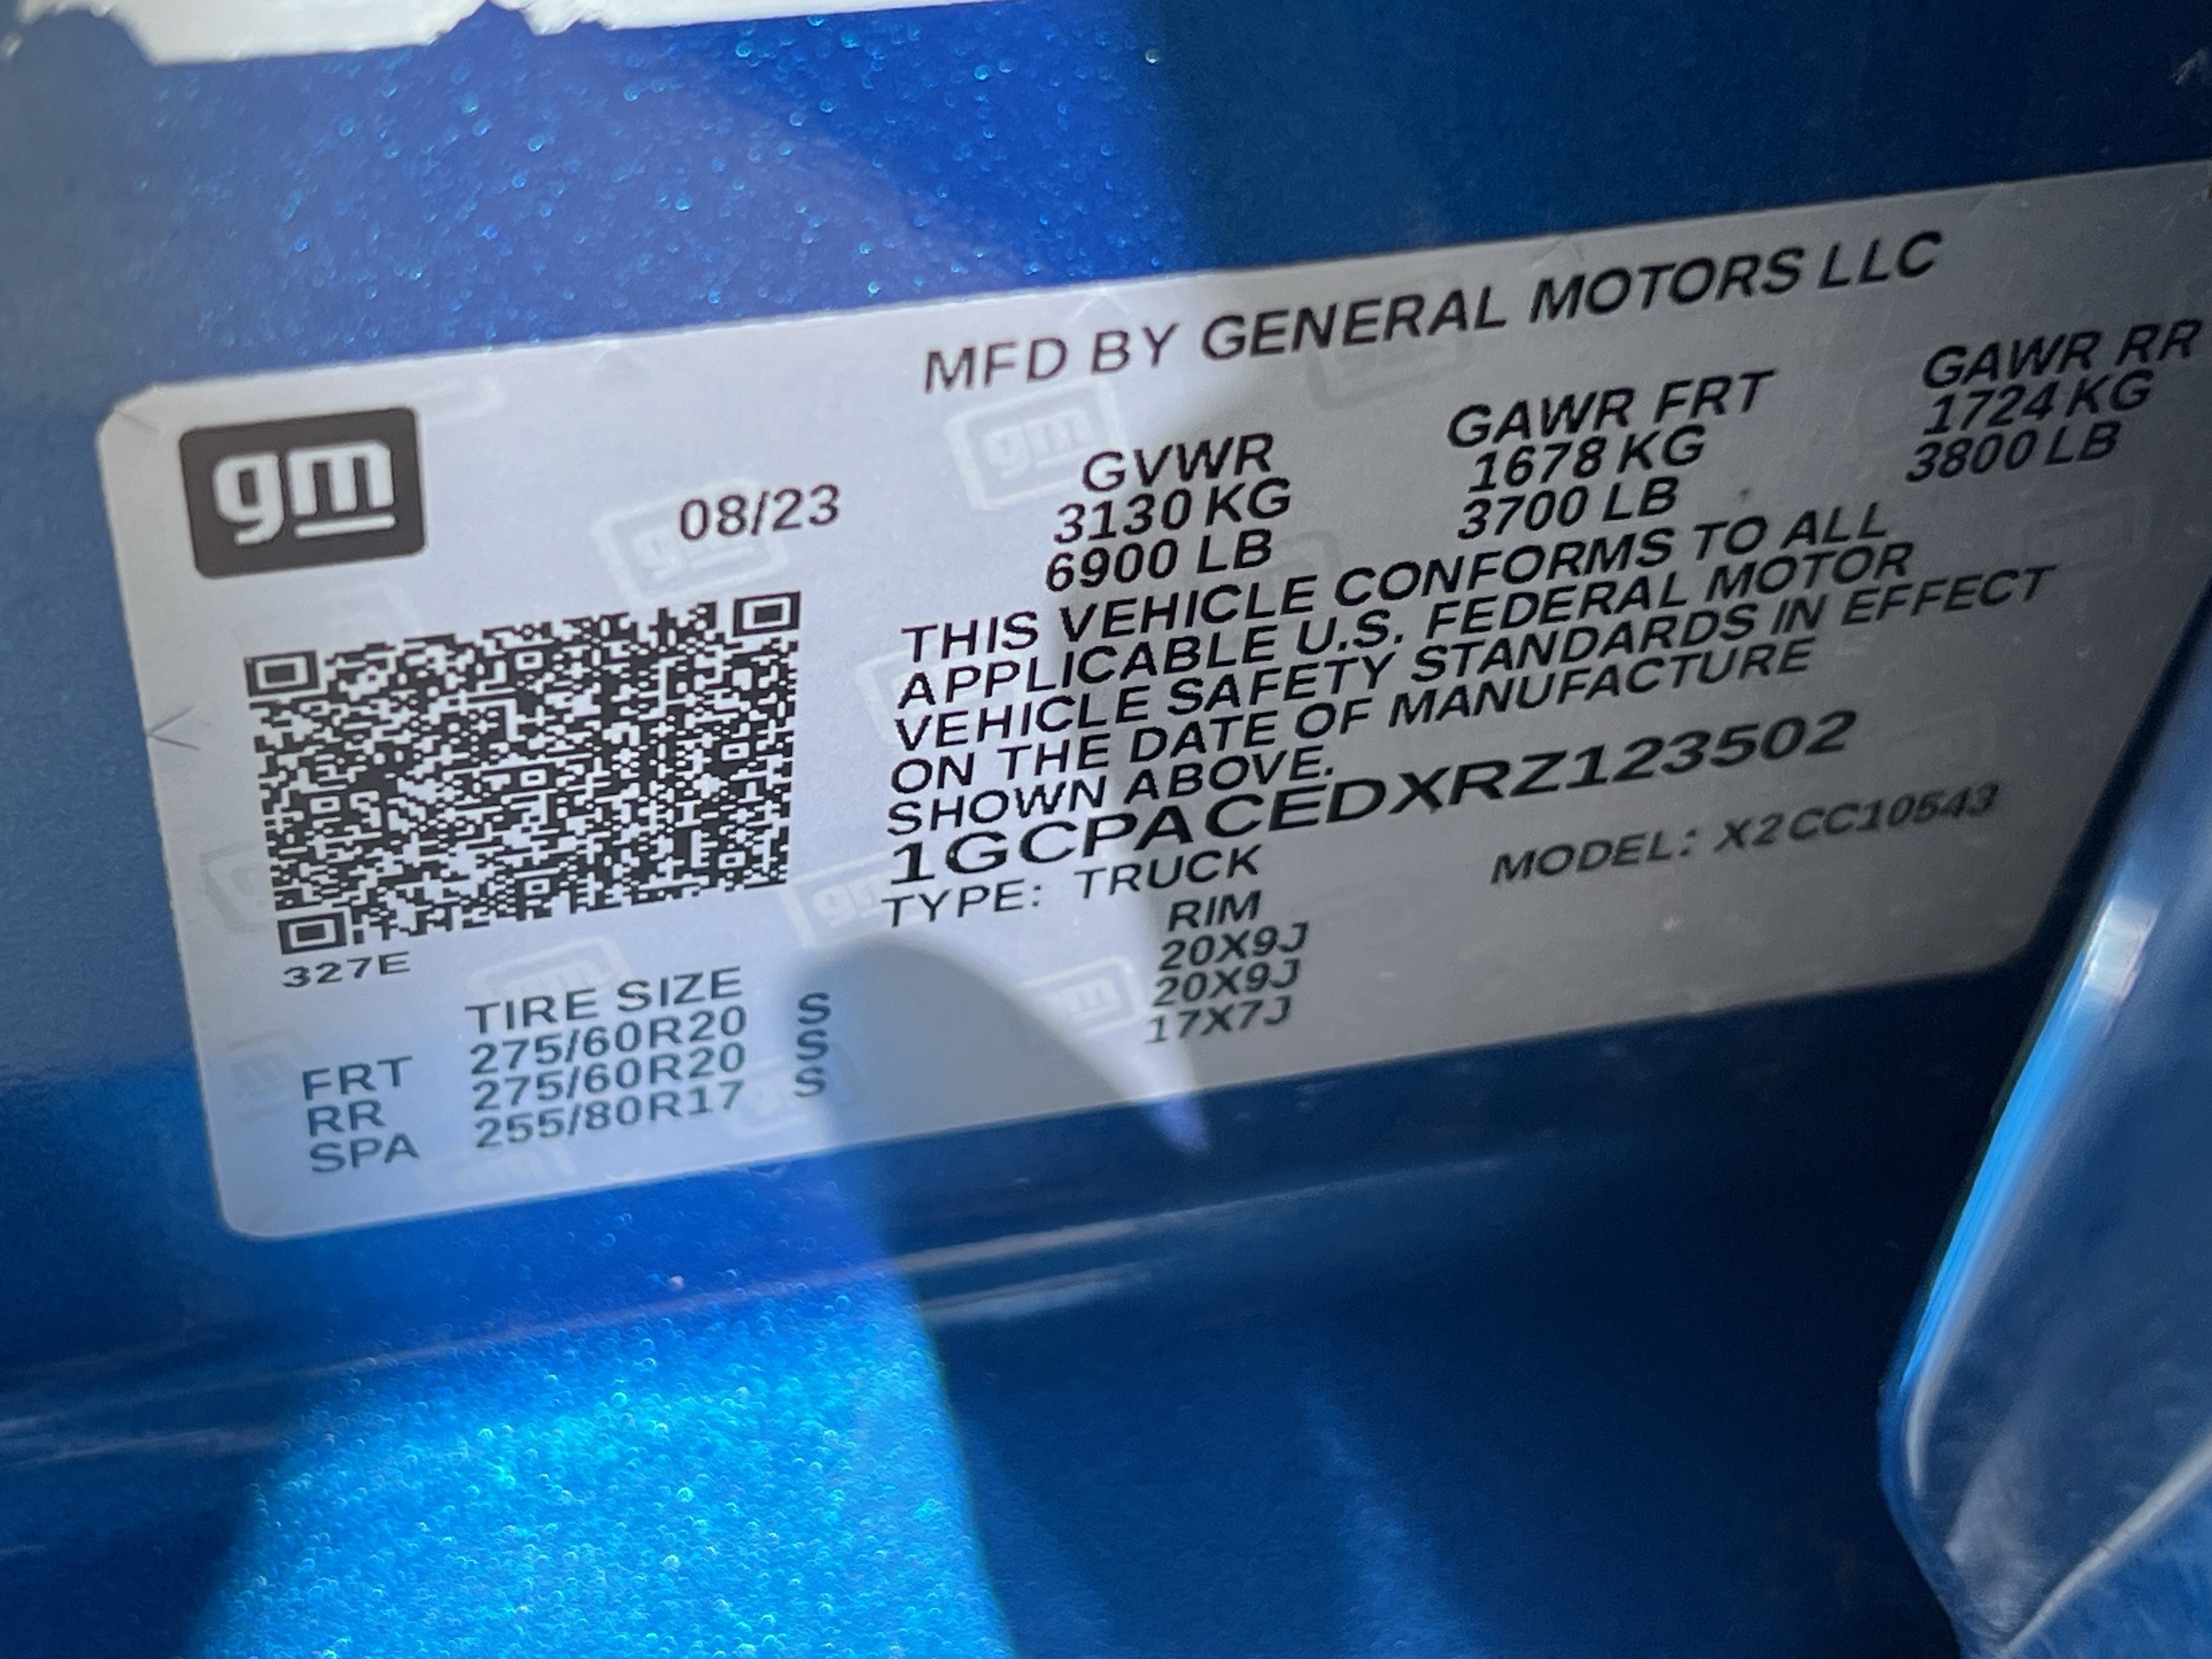 gm
MFD BY GENERAL MOTORS LLC
08/23
GVWR GAWR FRT GAWR RR
3130 KG 1678 KG 1724 KG
6900 LB 3700 LB 3800 LB
THIS VEHICLE CONFORMS TO ALL
APPLICABLE U.S. FEDERAL MOTOR
VEHICLE SAFETY STANDARDS IN EFFECT
ON THE DATE OF MANUFACTURE
SHOWN ABOVE.
1GCPACEDXRZ123502
TYPE: TRUCK MODEL: X2CC10543
327E
TIRE SIZE RIM
FRT 275/60R20 S 20X9J
RR 275/60R20 S 20X9J
SPA 255/80R17 S 17X7J